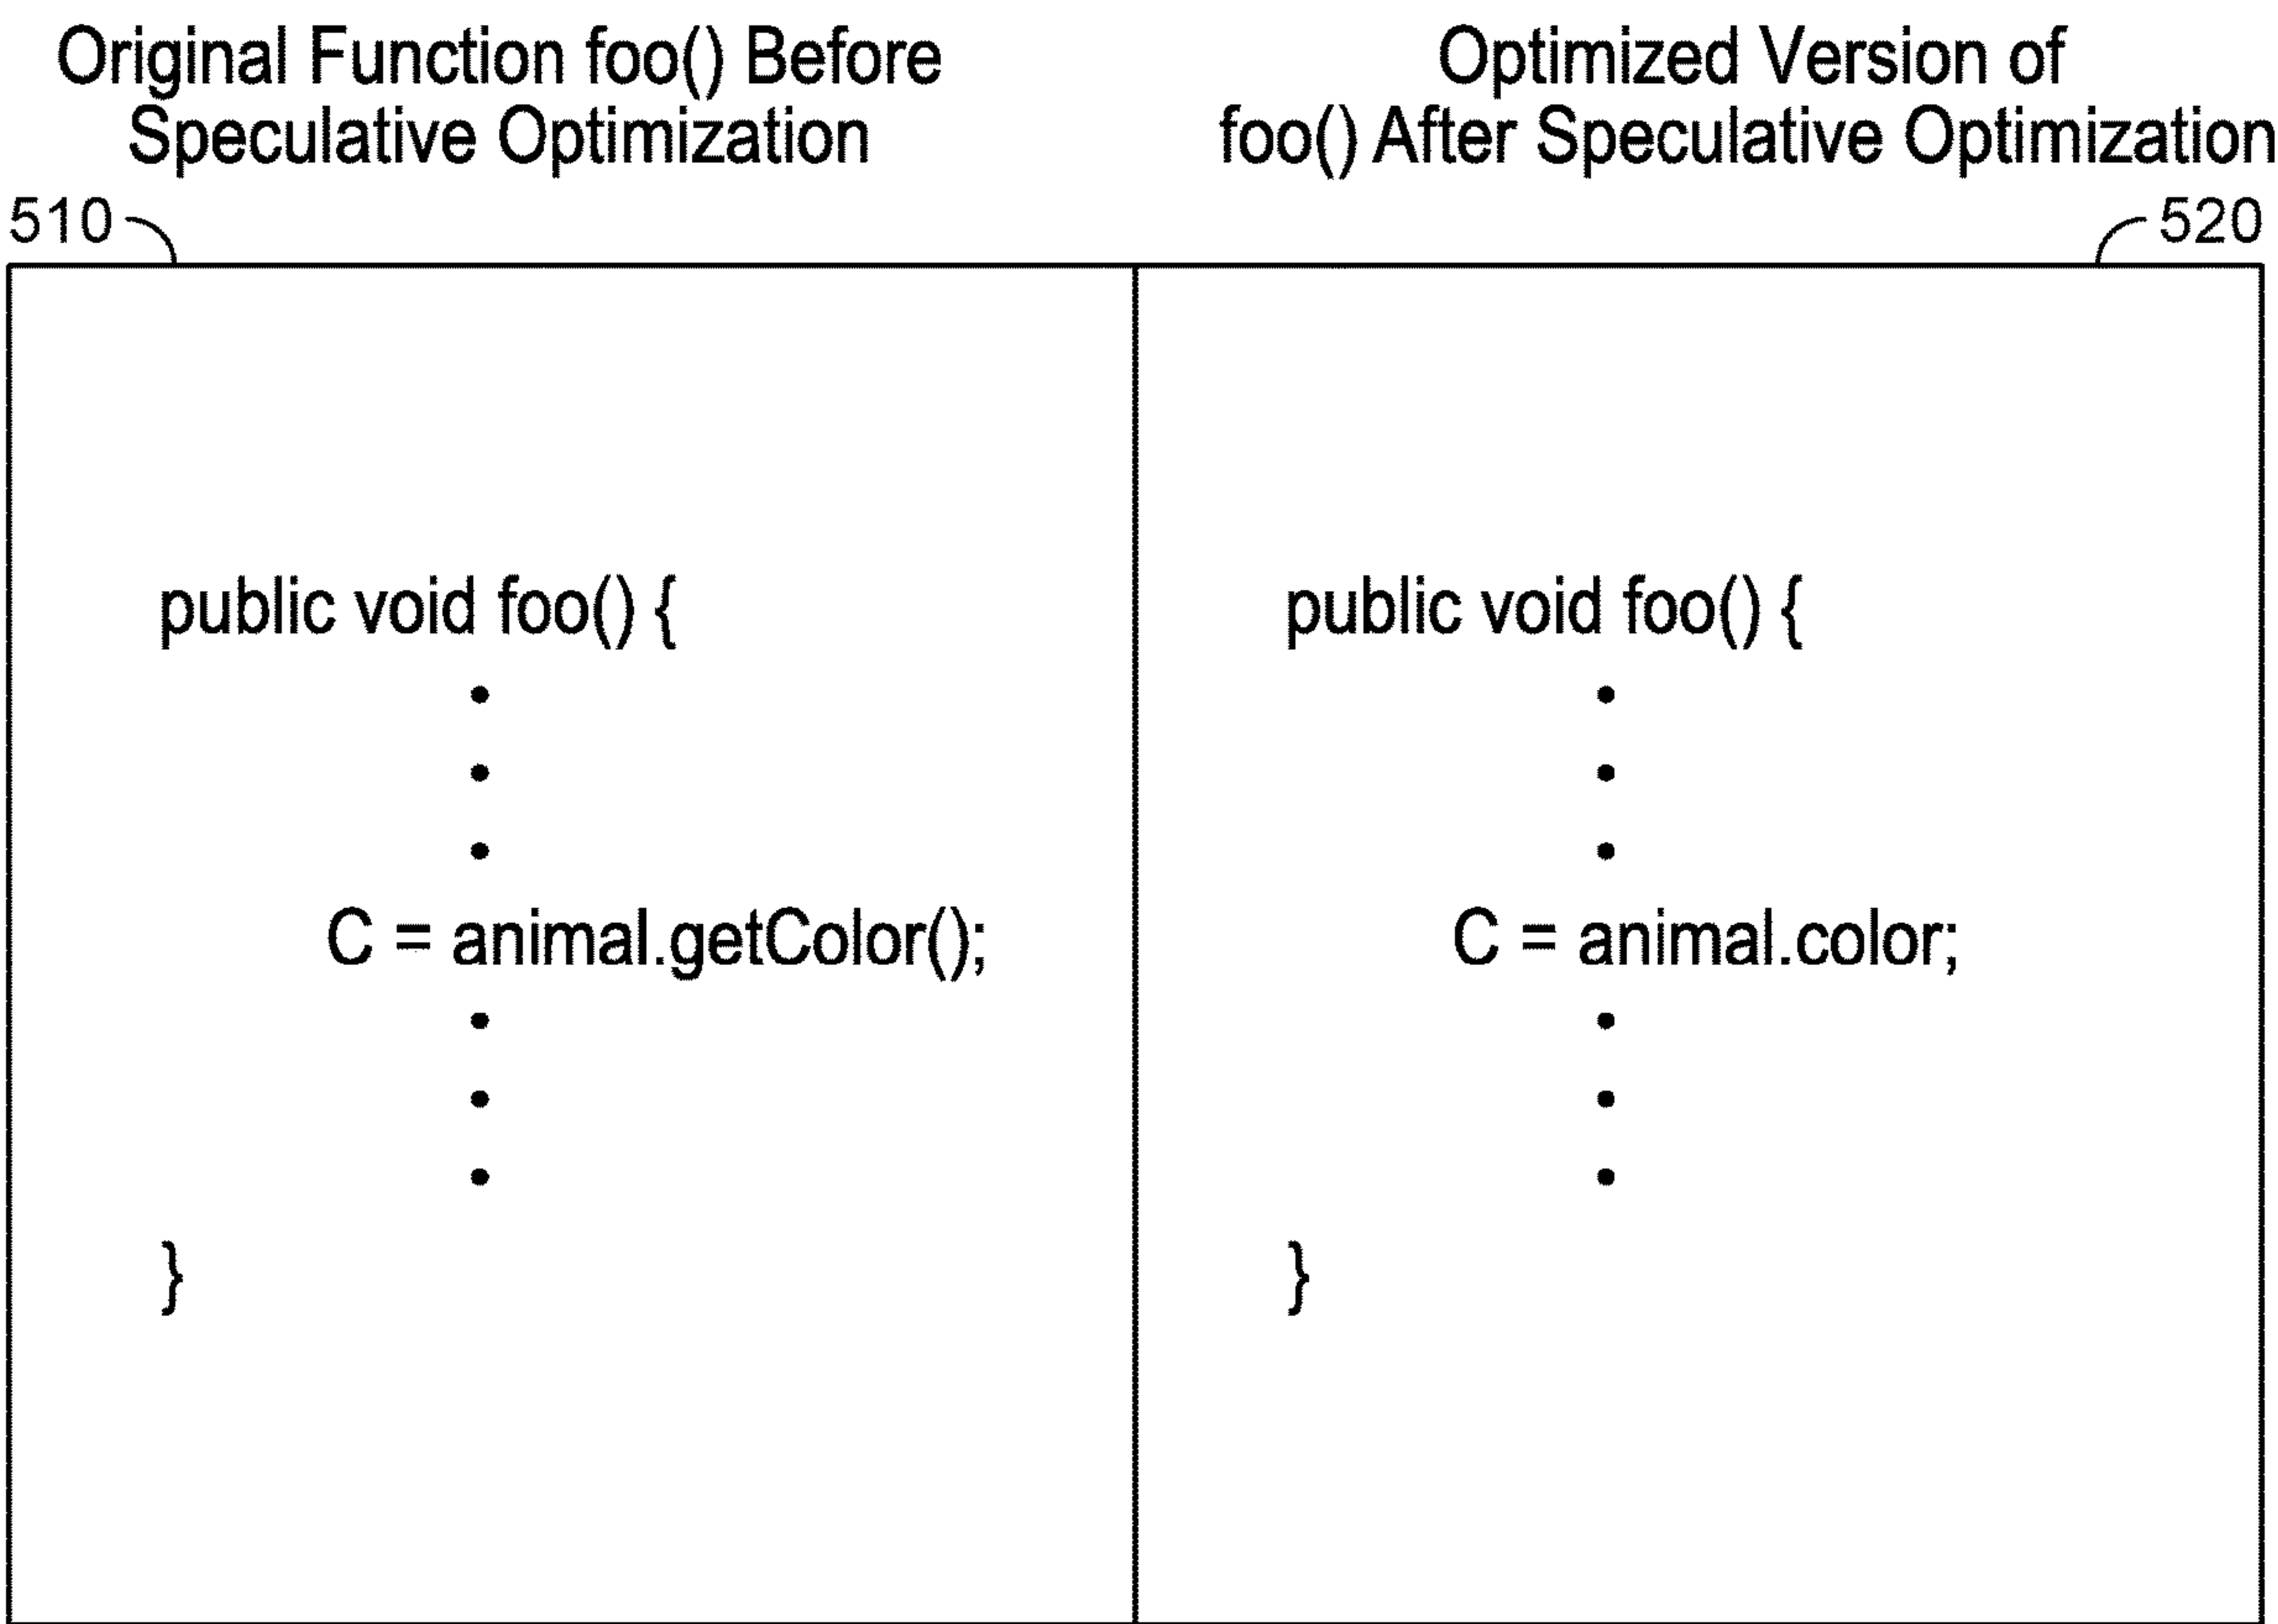 Original Function foo() Before
Speculative Optimization
510
public void foo() {
C = animal.getColor();
}
Optimized Version of
foo() After Speculative Optimization
520
public void foo() {
C = animal.color;
}